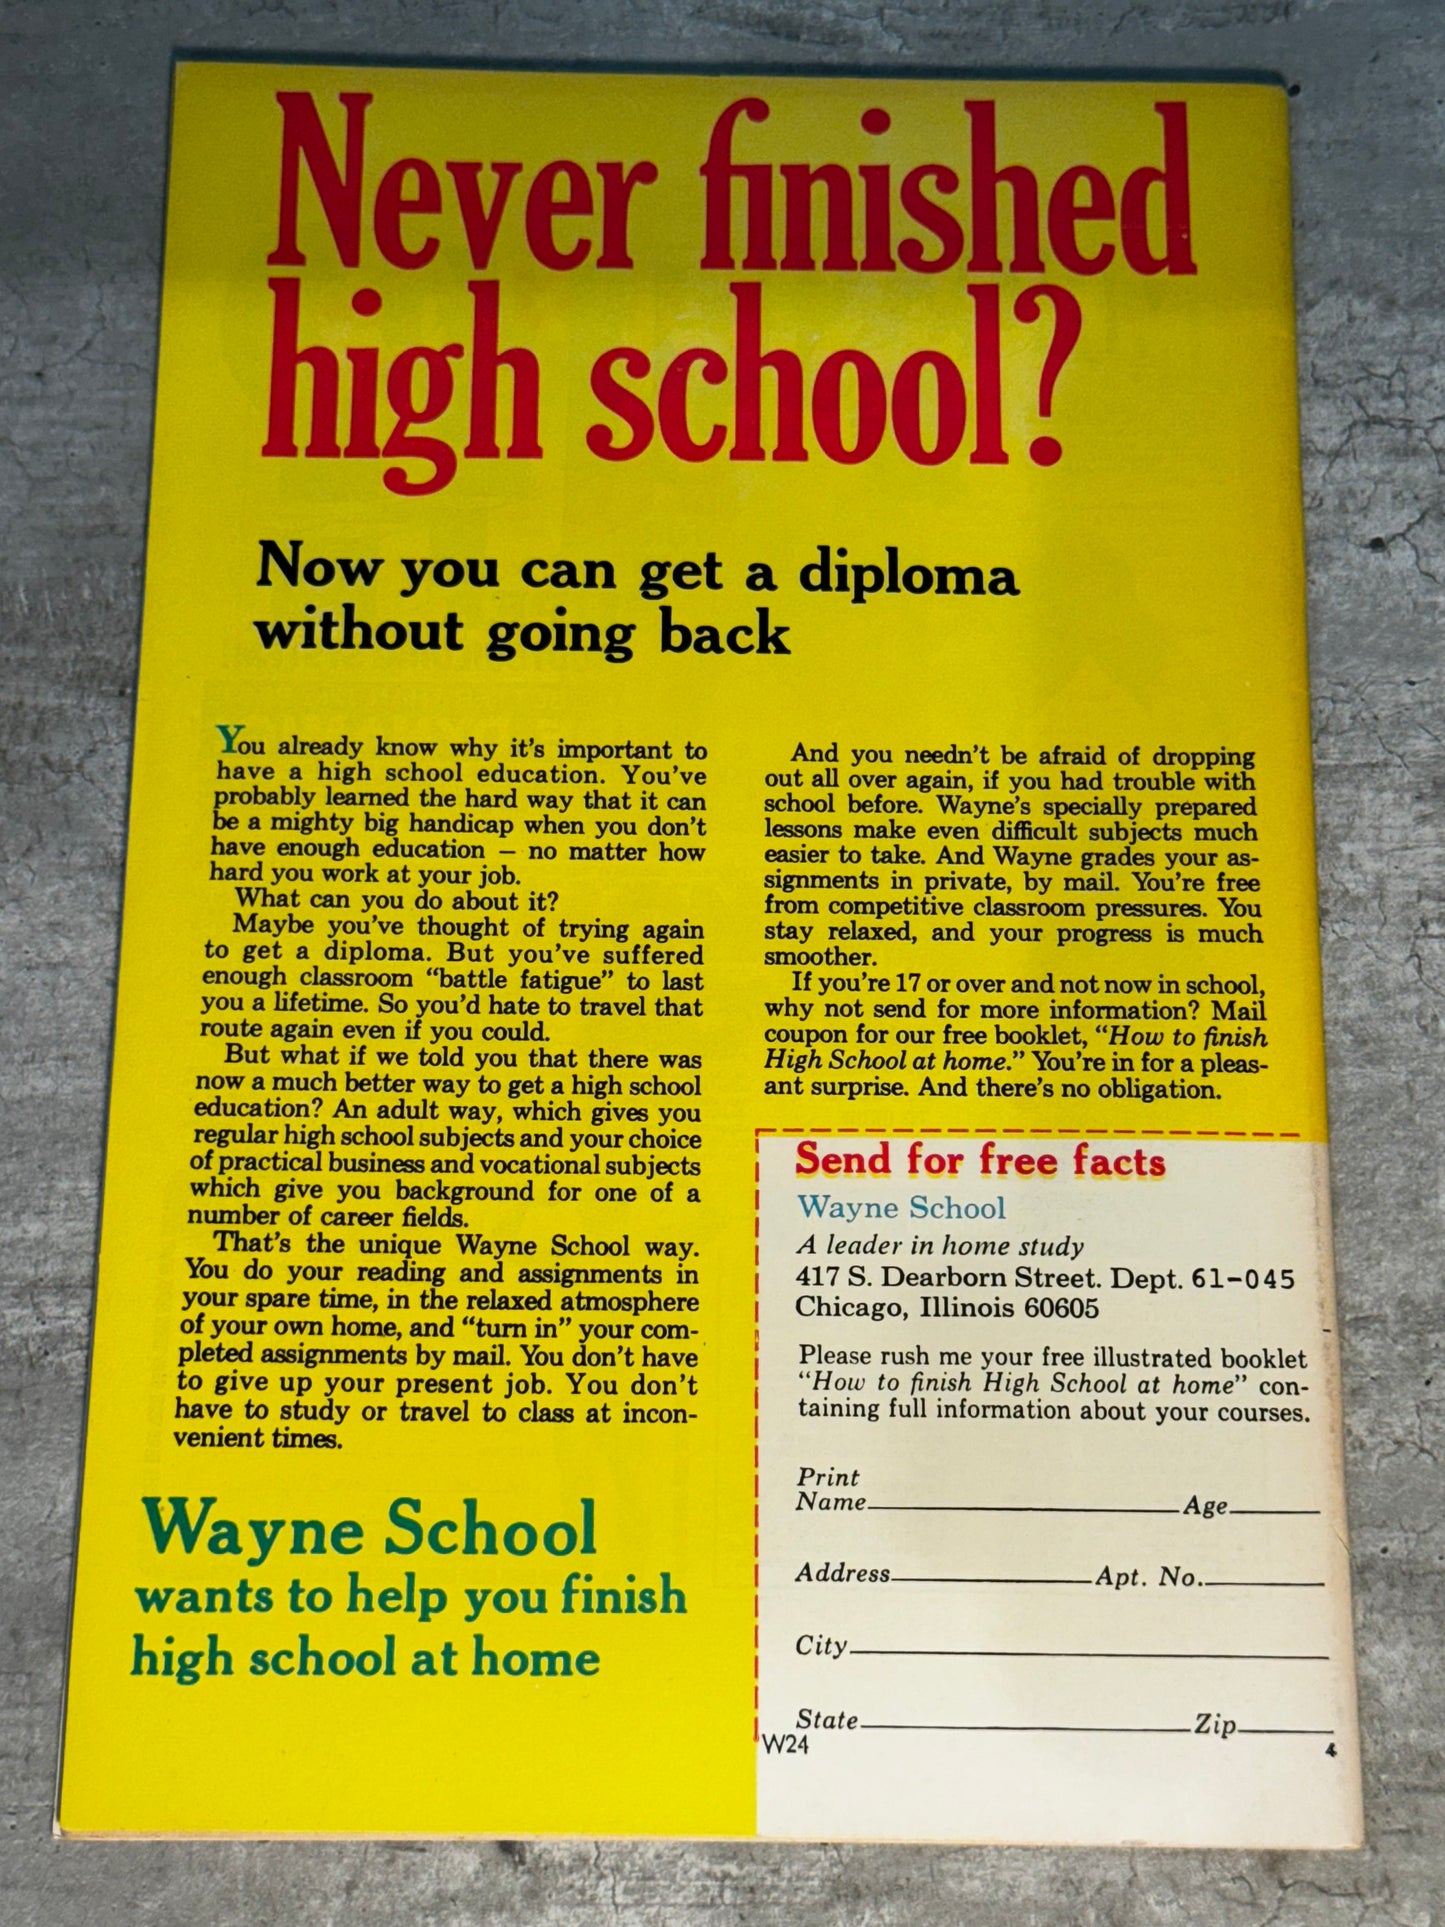 Never finished
high school?
Now you can get a diploma
without going back
You already know why it's important to
have a high school education. You've
probably learned the hard way that it can
be a mighty big handicap when you don't
have enough education — no matter how
hard you work at your job.
What can you do about it?
Maybe you've thought of trying again
to get a diploma. But you've suffered
enough classroom “battle fatigue” to last
you a lifetime. So you'd hate to travel that
route again even if you could.
But what if we told you that there was
now a much better way to get a high school
education? An adult way, which gives you
regular high school subjects and your choice
of practical business and vocational subjects
which give you background for one of a
number of career fields.
That's the unique Wayne School way.
You do your reading and assignments in
your spare time, in the relaxed atmosphere
of your own home, and “turn in” your com-
pleted assignments by mail. You don't have
to give up your present job. You don't
have to study or travel to class at incon-
venient times.
Wayne School
wants to help you finish
high school at home
And you needn't be afraid of dropping
out all over again, if you had trouble with
school before. Wayne's specially prepared
lessons make even difficult subjects much
easier to take. And Wayne grades your as-
signments in private, by mail. You're free
from competitive classroom pressures. You
stay relaxed, and your progress is much
smoother.
If you're 17 or over and not now in school,
why not send for more information? Mail
coupon for our free booklet, “How to finish
High School at home.” You're in for a pleas-
ant surprise. And there's no obligation.
Send for free facts
Wayne School
A leader in home study
417 S. Dearborn Street. Dept. 61-045
Chicago, Illinois 60605
Please rush me your free illustrated booklet
“How to finish High School at home” con-
taining full information about your courses.
Print
Name Age
Address Apt. No.
City
State Zip
W24 4